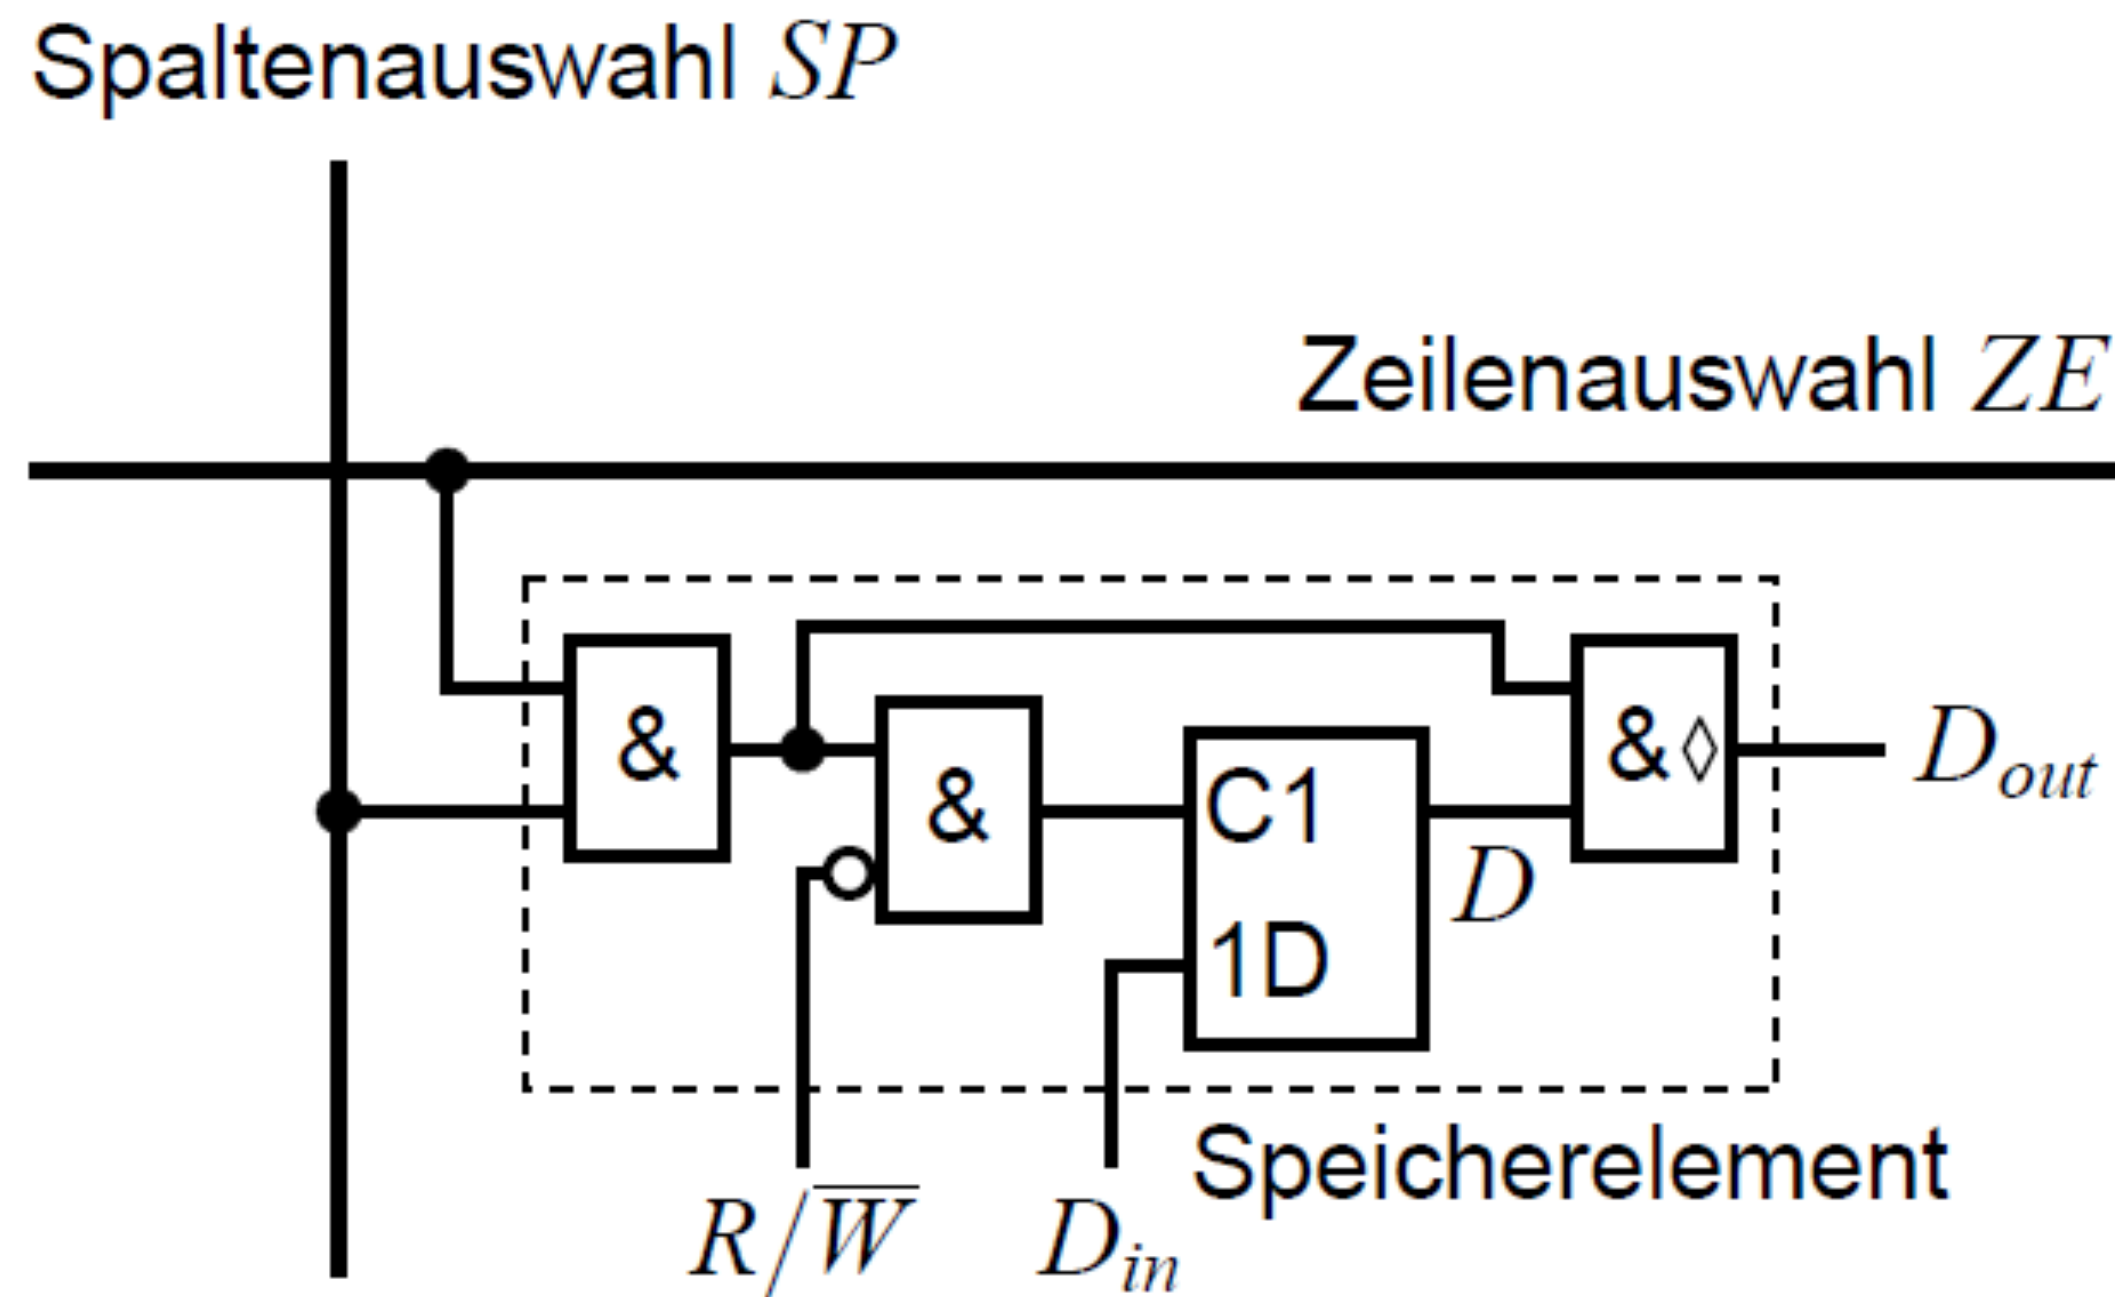 Spaltenauswahl SP
Zeilenauswahl ZE
&
&
C1
1D
D
&◊
D_out
Speicherelement
R/W̅
D_in